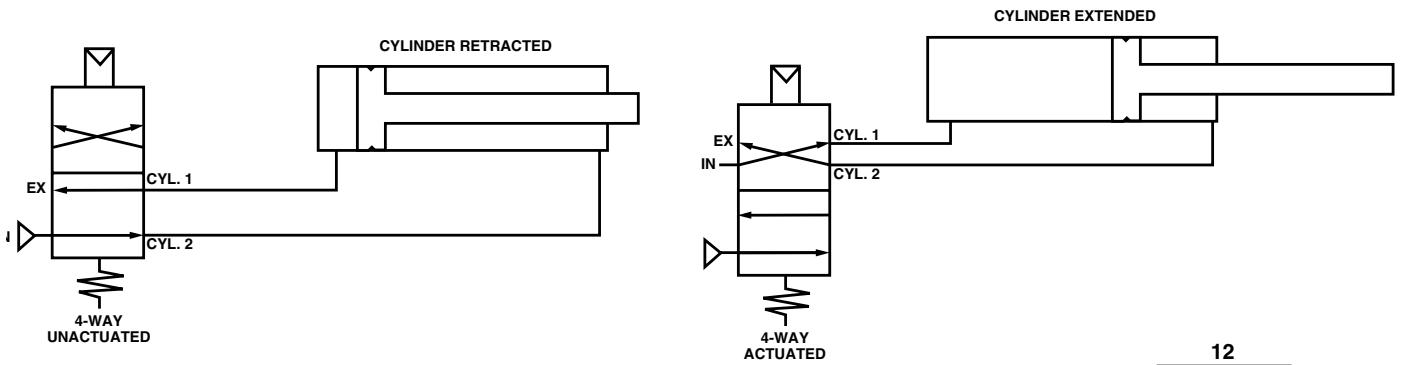 CYLINDER RETRACTED
EX
CYL. 1
CYL. 2
4-WAY
UNACTUATED
CYLINDER EXTENDED
EX
CYL. 1
IN
CYL. 2
4-WAY
ACTUATED
12